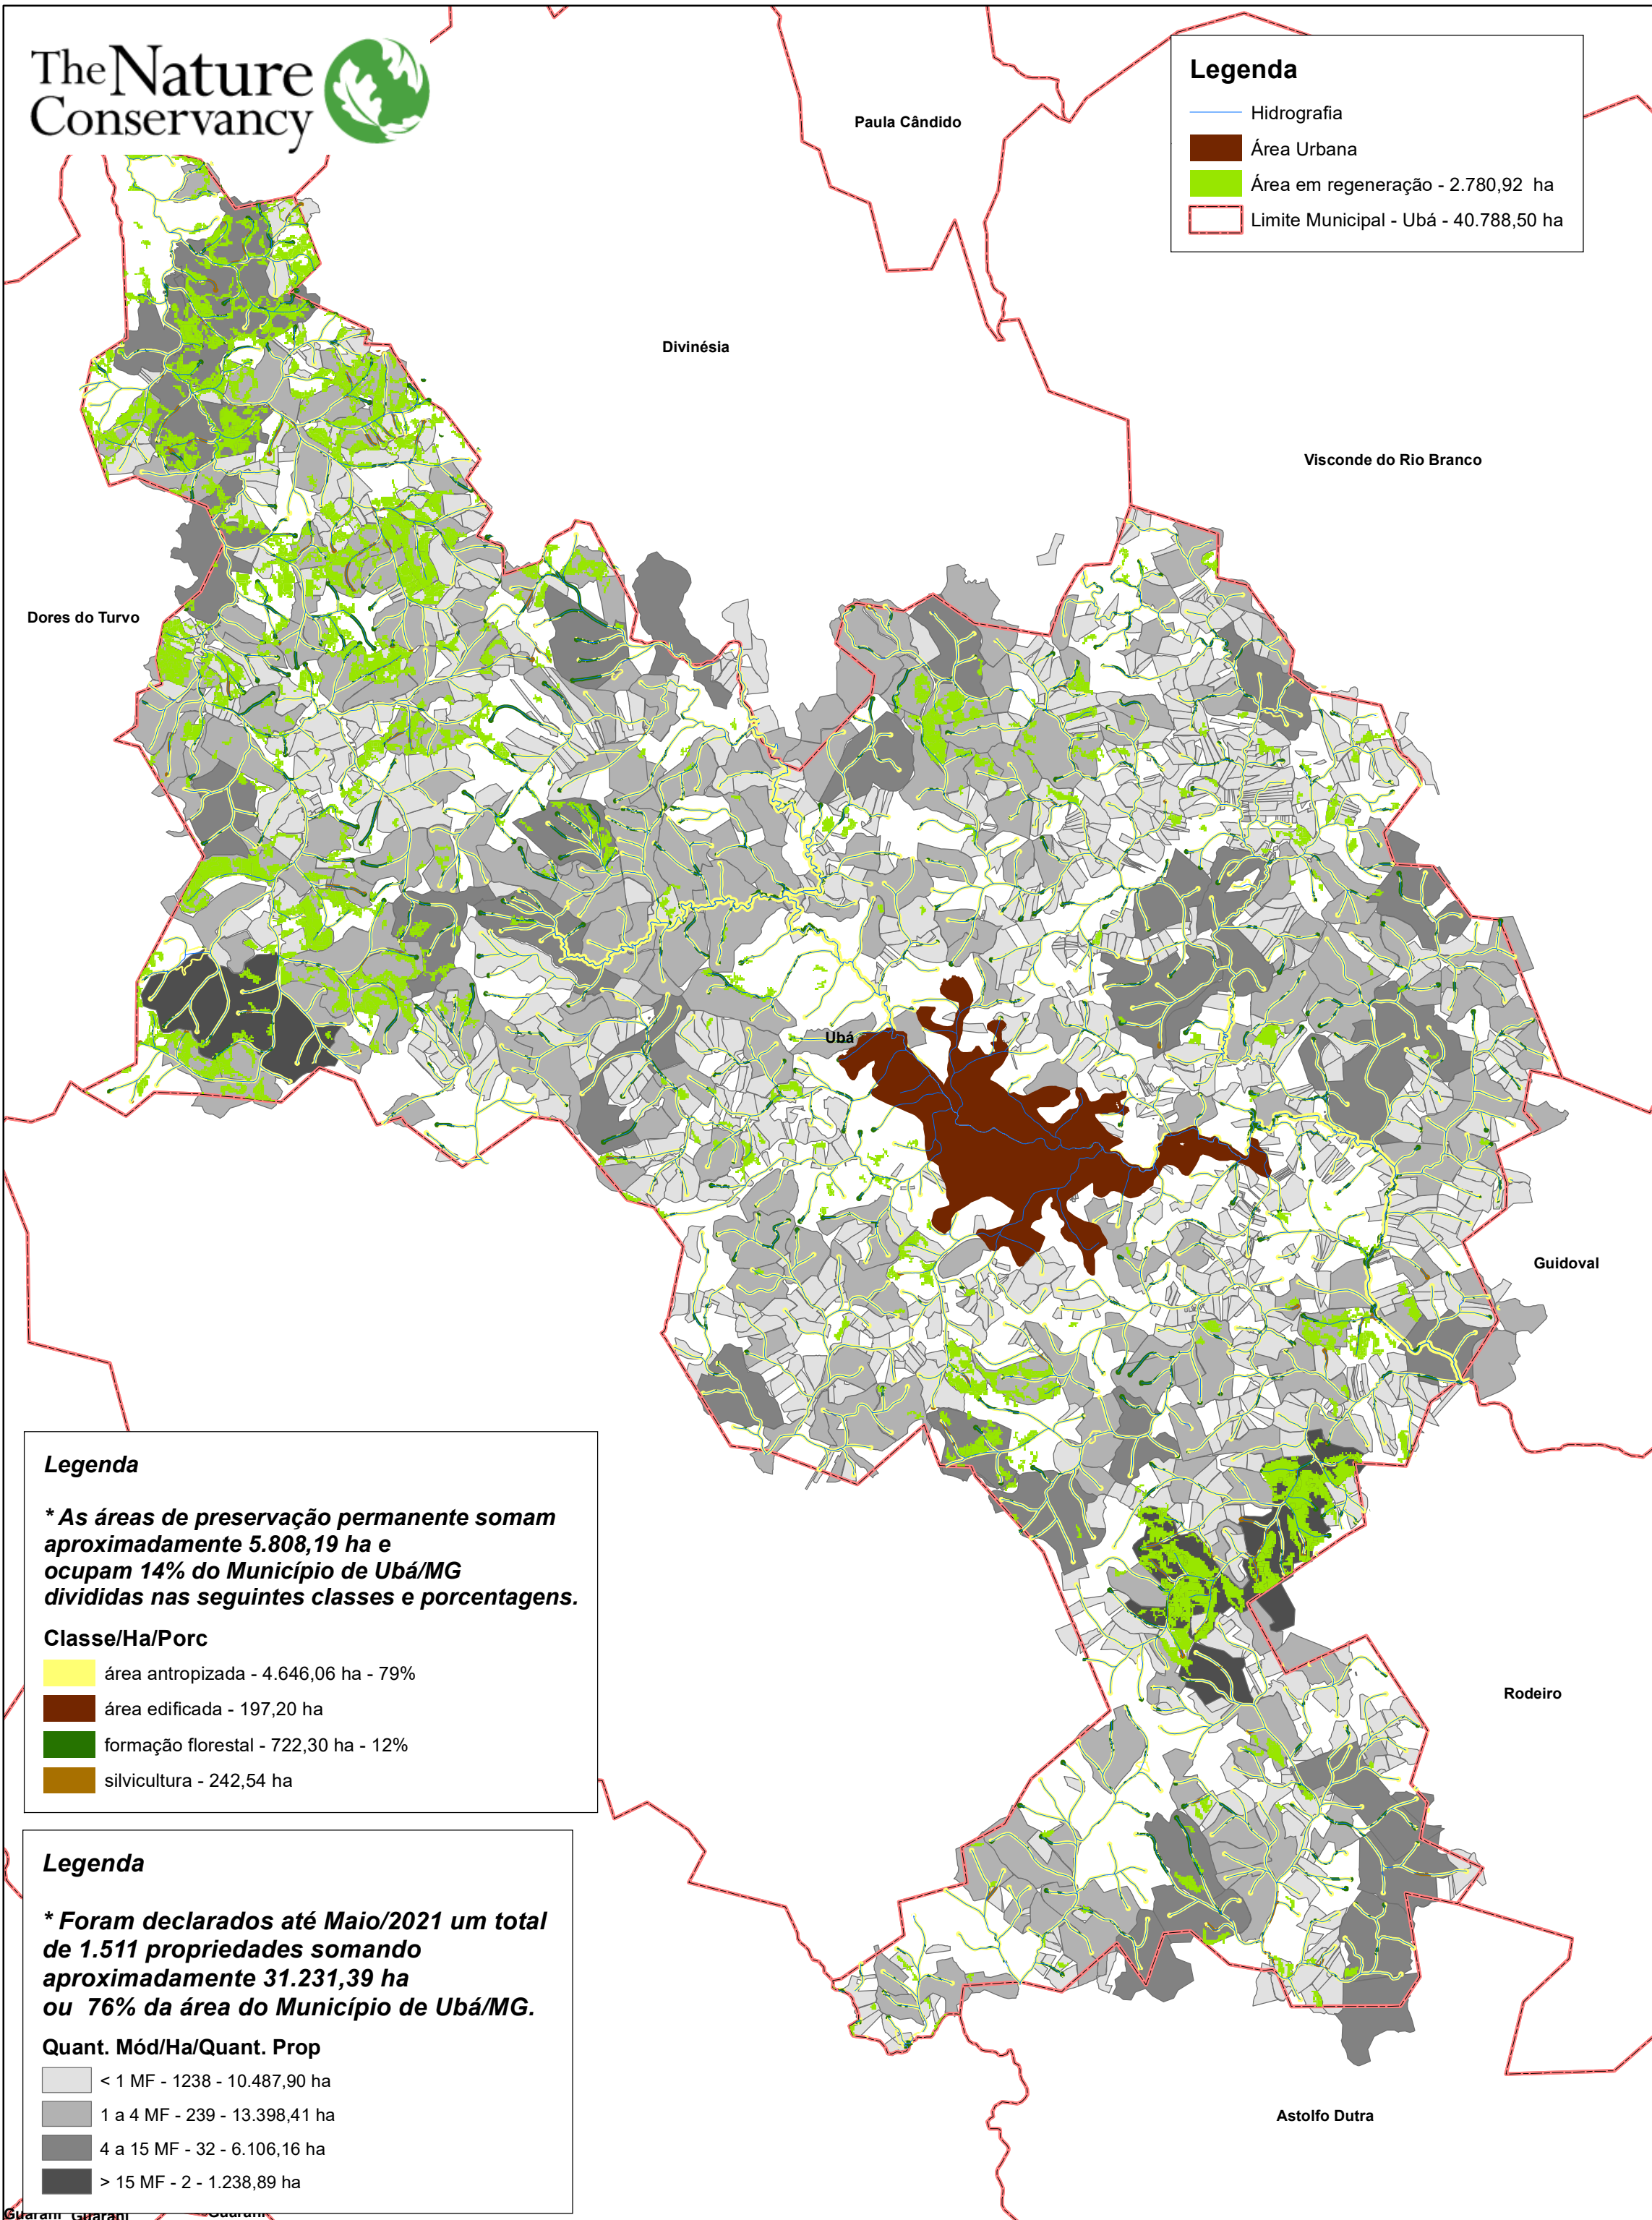 The Nature
Conservancy
Legenda
Hidrografia
Área Urbana
Área em regeneração - 2.780,92 ha
Limite Municipal - Ubá - 40.788,50 ha
Paula Cândido
Divinésia
Visconde do Rio Branco
Dores do Turvo
Ubá
Guidoval
Rodeiro
Astolfo Dutra
Legenda
* As áreas de preservação permanente somam
aproximadamente 5.808,19 ha e
ocupam 14% do Município de Ubá/MG
divididas nas seguintes classes e porcentagens.
Classe/Ha/Porc
área antropizada - 4.646,06 ha - 79%
área edificada - 197,20 ha
formação florestal - 722,30 ha - 12%
silvicultura - 242,54 ha
Legenda
* Foram declarados até Maio/2021 um total
de 1.511 propriedades somando
aproximadamente 31.231,39 ha
ou 76% da área do Município de Ubá/MG.
Quant. Mód/Ha/Quant. Prop
< 1 MF - 1238 - 10.487,90 ha
1 a 4 MF - 239 - 13.398,41 ha
4 a 15 MF - 32 - 6.106,16 ha
> 15 MF - 2 - 1.238,89 ha
Guarani Guarani Guarani